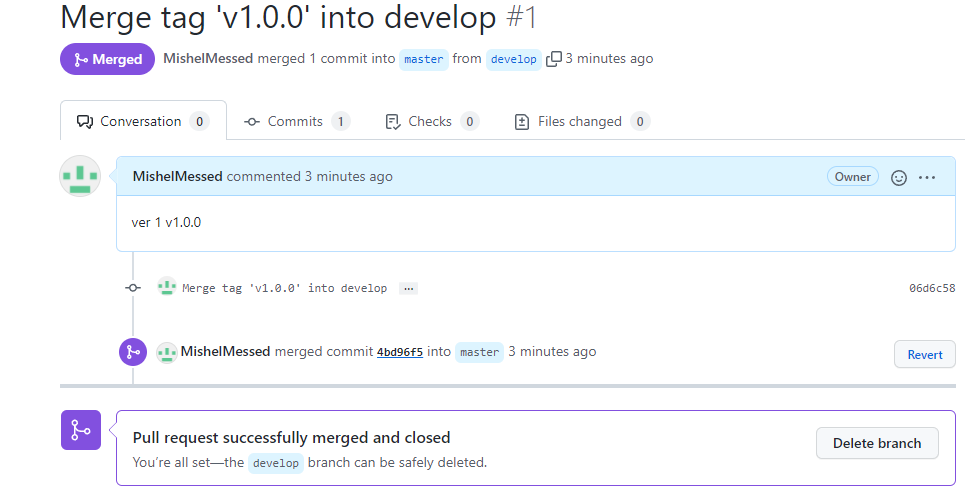 Merge tag 'v1.0.0' into develop #1
Merged MishelMessed merged 1 commit into master from develop 3 minutes ago
Conversation 0 Commits 1 Checks 0 Files changed 0
MishelMessed commented 3 minutes ago Owner ...
ver 1 v1.0.0
Merge tag 'v1.0.0' into develop ... 06d6c58
MishelMessed merged commit 4bd96f5 into master 3 minutes ago Revert
Pull request successfully merged and closed
You're all set—the develop branch can be safely deleted.
Delete branch